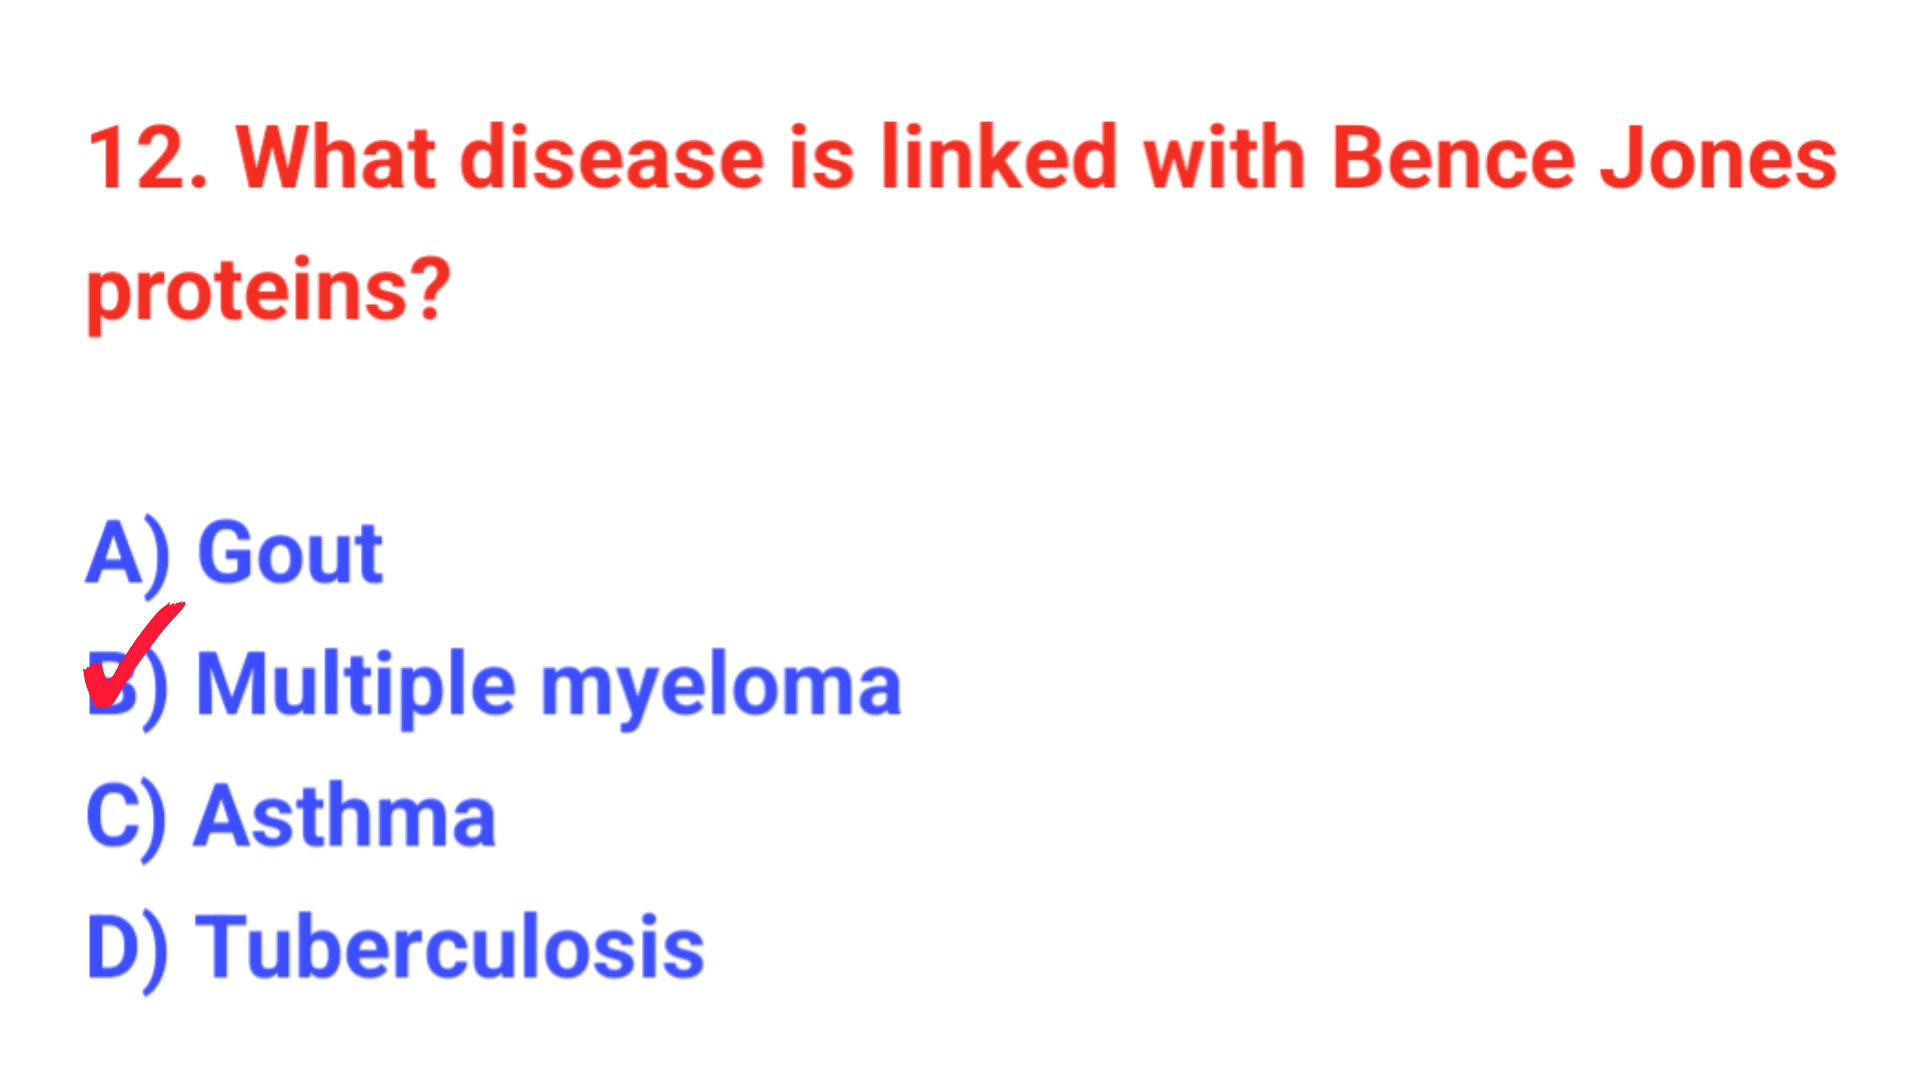 12. What disease is linked with Bence Jones
proteins?
A) Gout
B) Multiple myeloma
C) Asthma
D) Tuberculosis